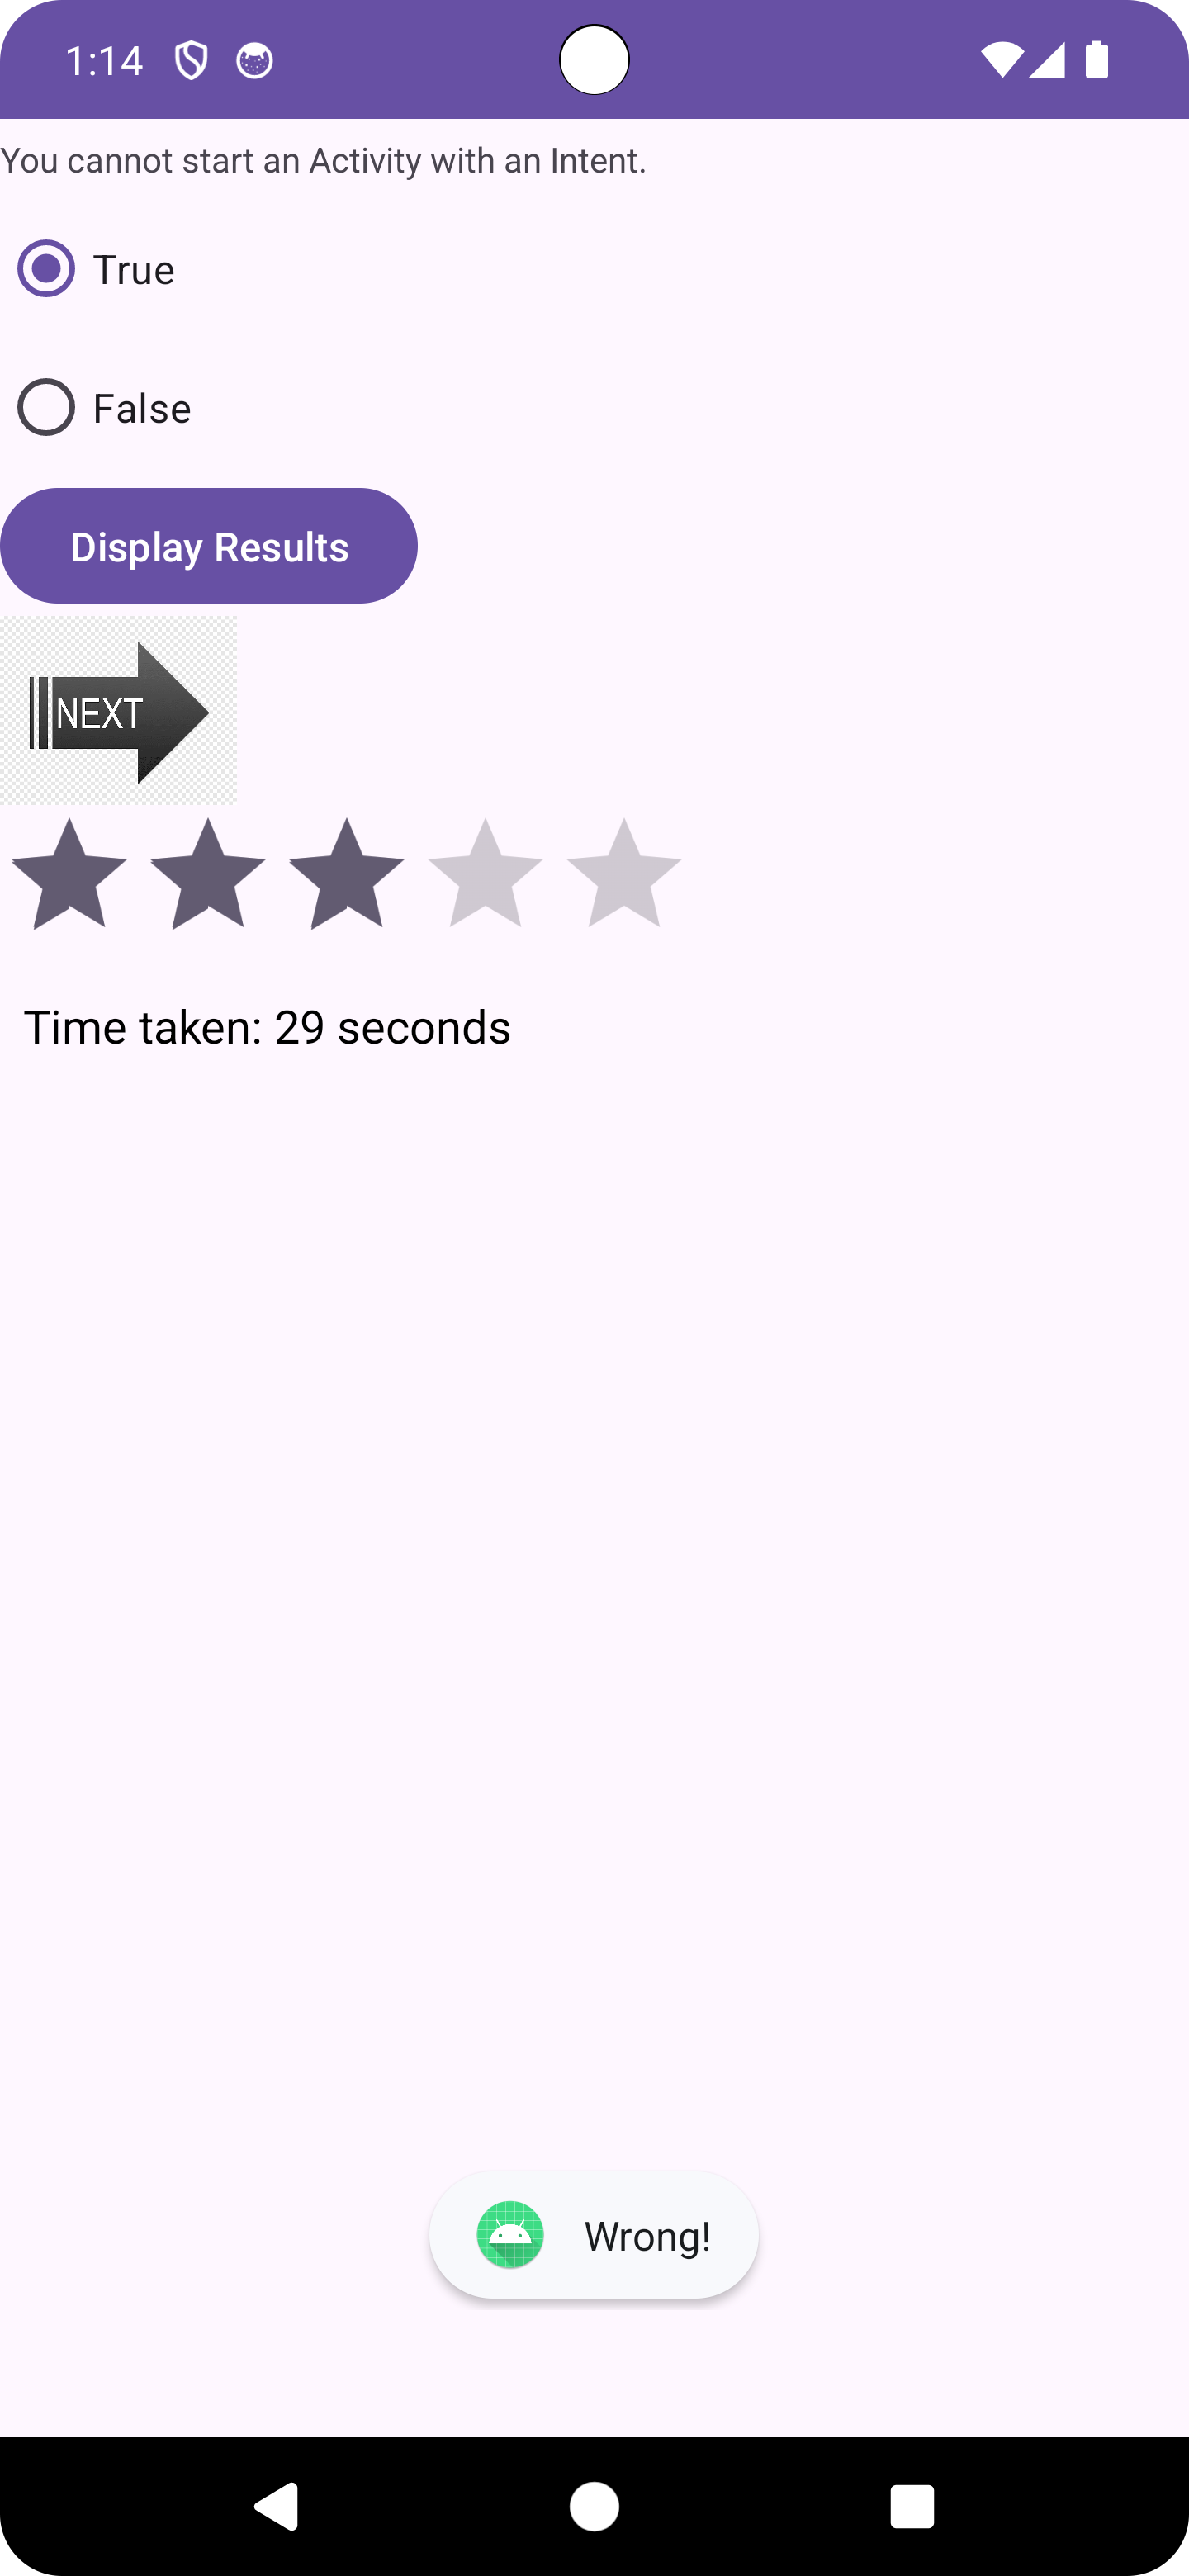 1:14
You cannot start an Activity with an Intent.
True
False
Display Results
NEXT
Time taken: 29 seconds
Wrong!